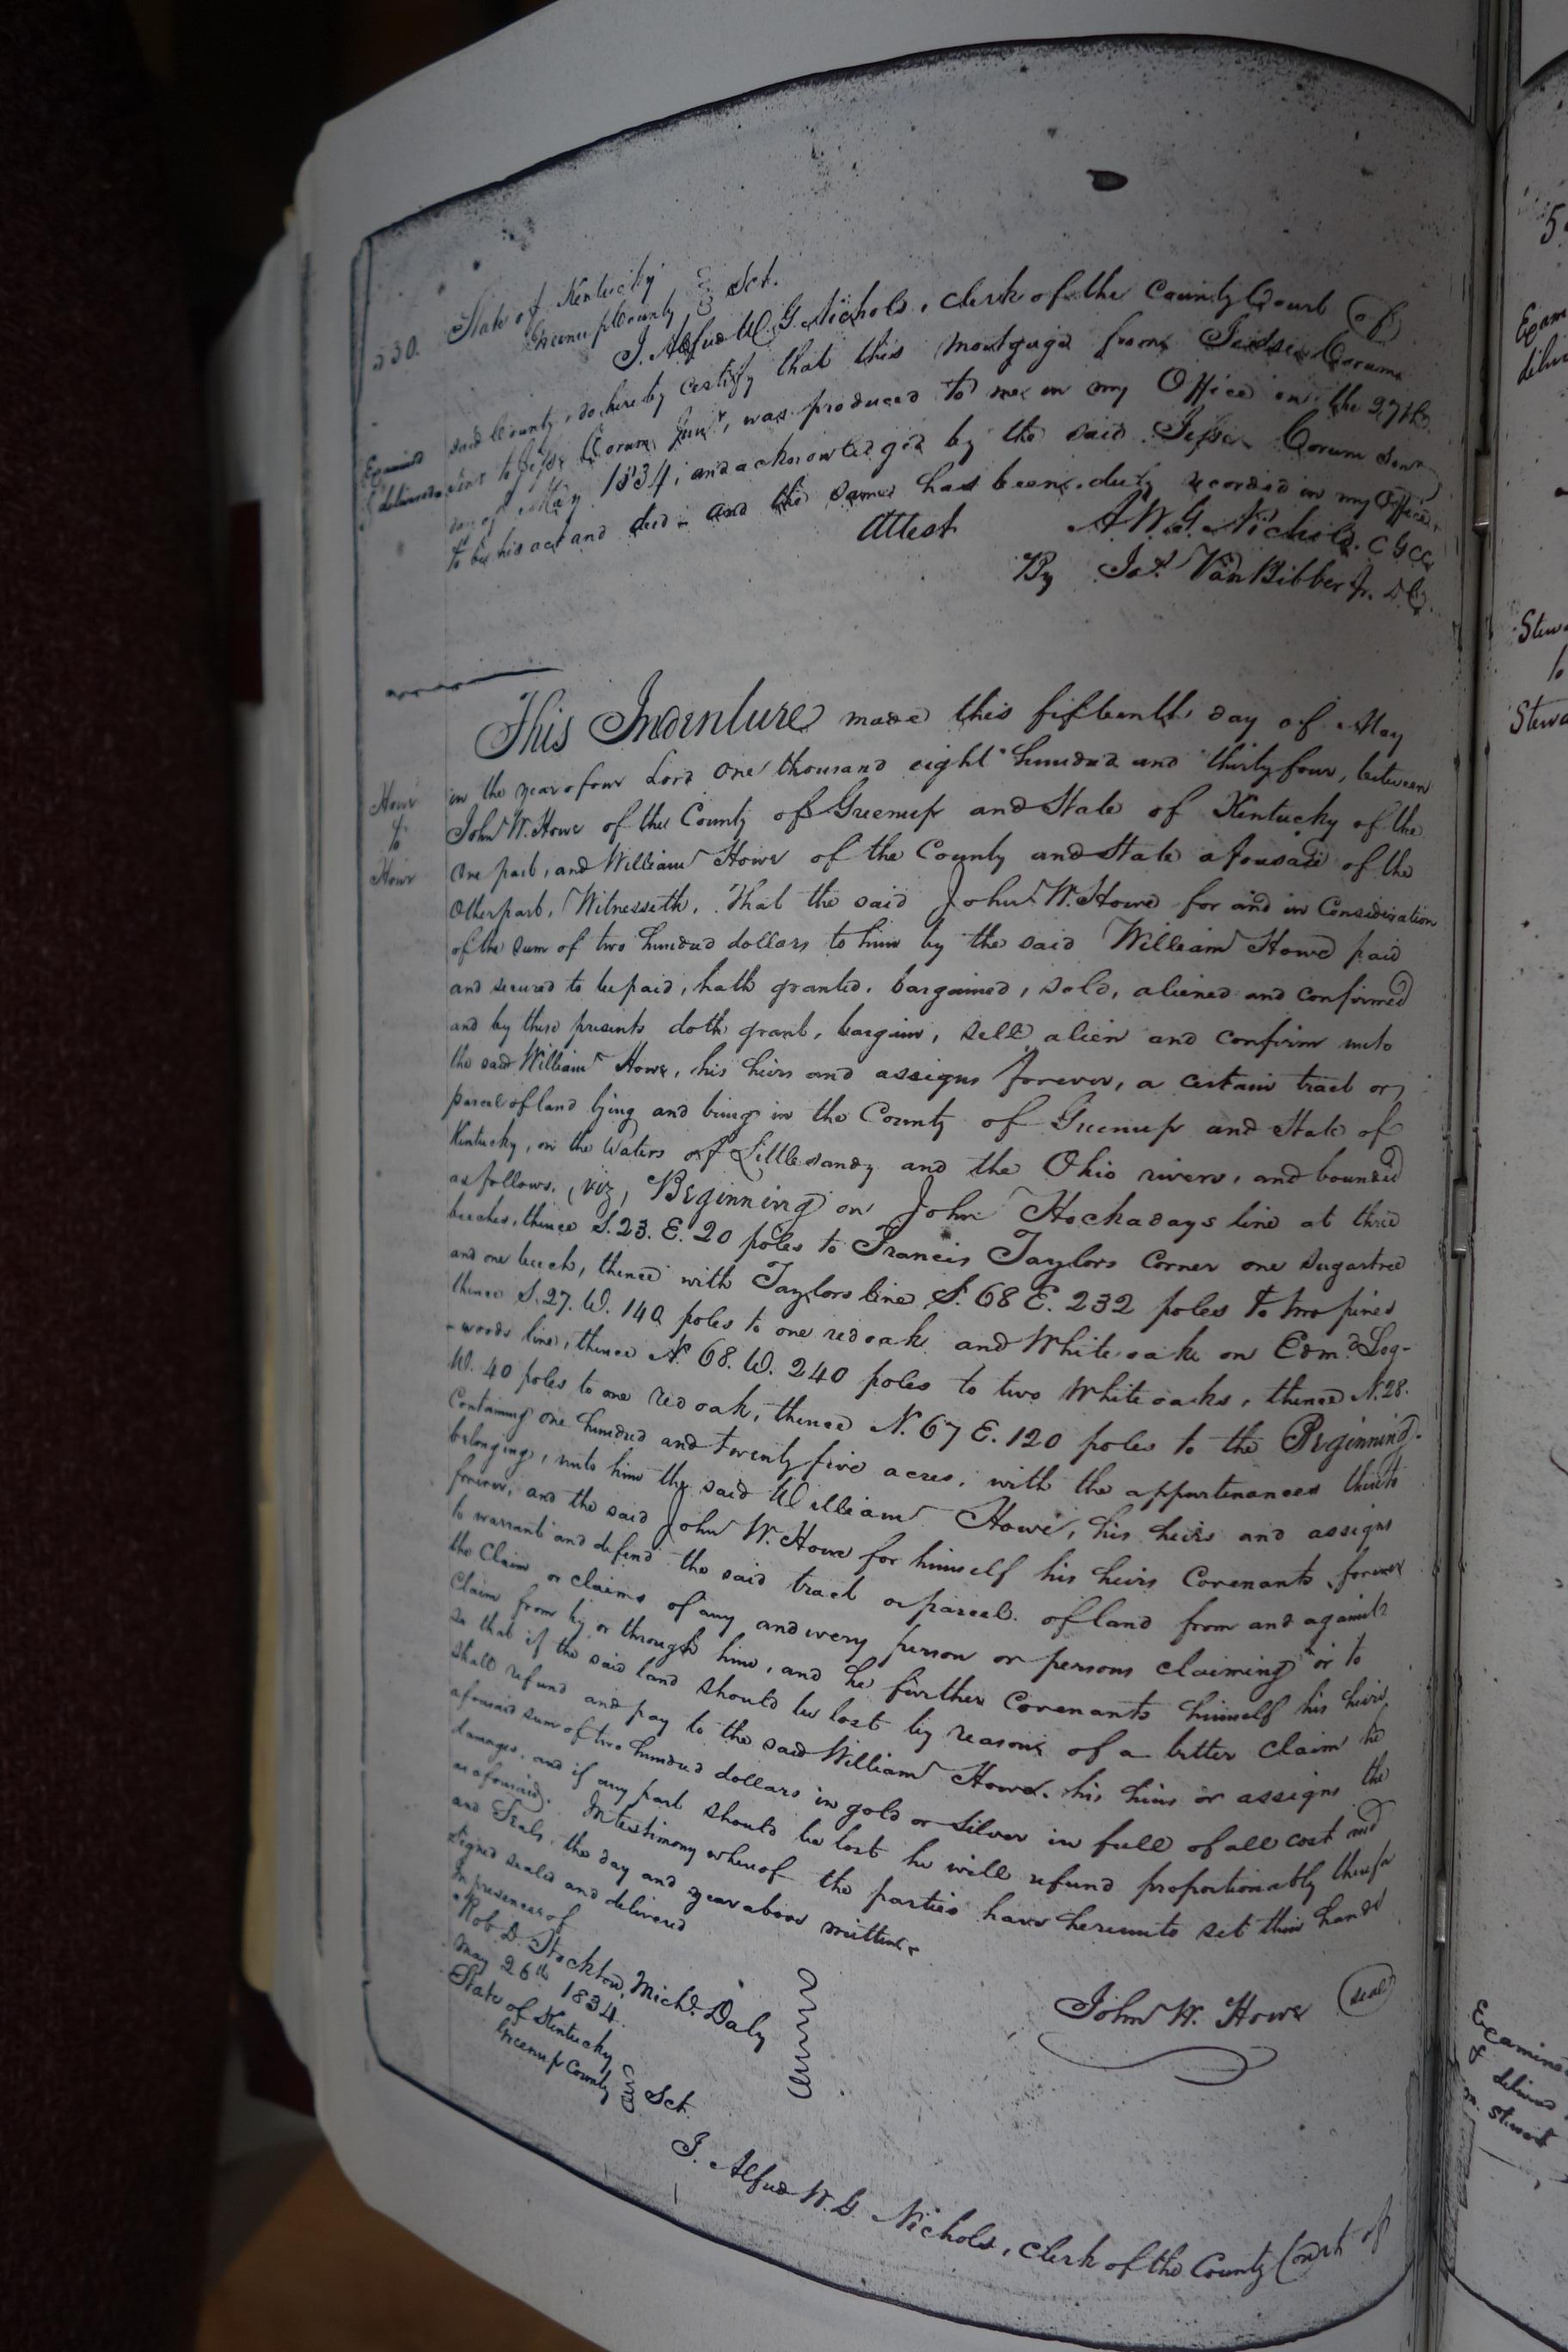 530.
State of Kentucky
Greenup County, Sct.
I. Alfred W. G. Nichols, Clerk of the County Court of
said County, do hereby certify that this mortgage from Jesse Corum
Examined
& delivered
Senr to Jesse Corum Junr, was produced to me in my Office on the 27th
day of May 1834, and acknowledged by the said Jesse Corum Senr
to be his act and deed and the same has been duly recorded in my Office
Attest A. W. G. Nichols. C G C C
By Jas. VanBibber Jr. D C.
Howe
to
Howe
This Indenture made this fifteenth day of May
in the year of our Lord one thousand eight hundred and thirty four, between
John W. Howe of the County of Greenup and State of Kentucky of the
one part, and William Howe of the County and State aforesaid of the
Other part, Witnesseth, That the said John W. Howe for and in Consideration
of the sum of two hundred dollars to him by the said William Howe paid
and secured to be paid, hath granted, bargained, sold, aliened and confirmed
and by these presents doth grant, bargain, sell alien and confirm unto
the said William Howe, his heirs and assigns forever, a certain tract or
parcel of land lying and being in the County of Greenup and State of
Kentucky, on the Waters of Little sandy and the Ohio rivers, and bounded
as follows, (viz) Beginning on John Hockadays line at three
beeches, thence S. 23. E. 20 poles to Francis Taylors Corner one Sugartree
and one beech, thence with Taylors line S. 68 E. 232 poles to two pines
thence S. 27. W. 140 poles to one red oak and White oak on Edmd. Log-
-woods line, thence N. 68. W. 240 poles to two White oaks, thence N. 28.
W. 40 poles to one red oak, thence N. 67 E. 120 poles to the Beginning.
Containing one hundred and twenty five acres, with the appurtenances thereto
belonging, unto him the said William Howe, his heirs and assigns
forever, and the said John W. Howe for himself his heirs Covenants forever
to warrant and defend the said tract or parcel of land from and against
the Claim or claims of any and every person or persons claiming or to
Claim from by or through him, and he further Covenants himself his heirs
so that if the said land should be lost by reasons of a better Claim he
shall refund and pay to the said William Howe, his heirs or assigns the
aforesaid sum of two hundred dollars in gold or silver in full of all cost and
damages, and if any part should be lost he will refund proportionably therefor
as aforesaid. In testimony whereof the parties have hereunto set their hands
and Seals, the day and year above written.
Signed sealed and delivered
In presence of
Rob. D. Stockton, Michl. Daly
May 26th 1834.
John W. Howe seal
State of Kentucky
Greenup County Sct.
I. Alfred W. G. Nichols, Clerk of the County Court of
Stewa
to
Stewa
Examined
& delivered